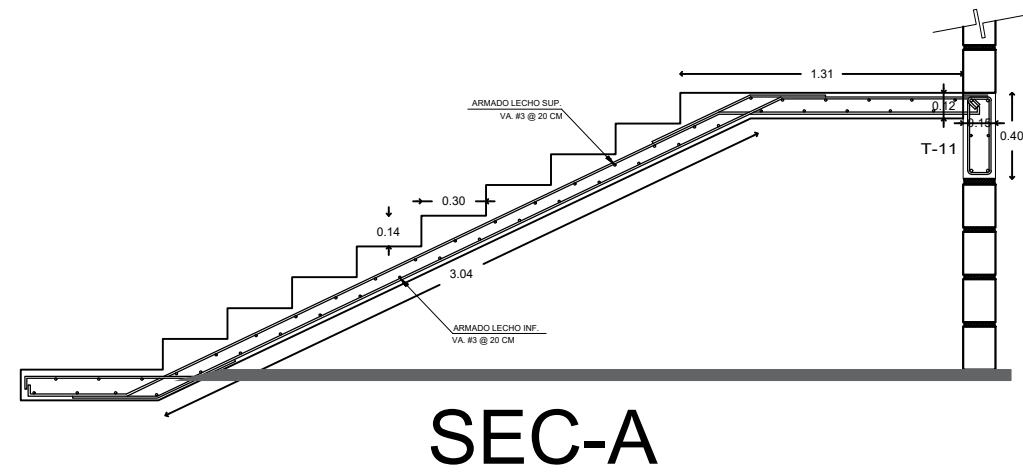 1.31
ARMADO LECHO SUP.
VA. #3 @ 20 CM
0.12
0.15
0.40
T-11
0.30
0.14
3.04
ARMADO LECHO INF.
VA. #3 @ 20 CM
SEC-A